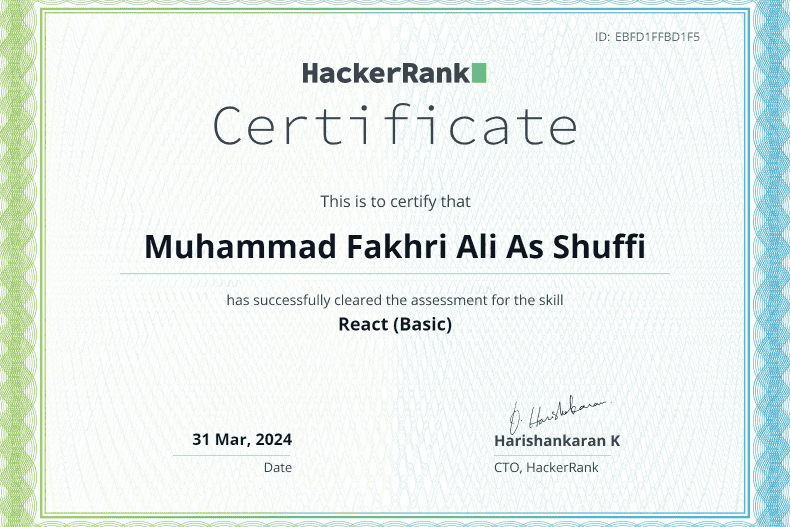 ID: EBFD1FFBD1F5
HackerRank
Certificate
This is to certify that
Muhammad Fakhri Ali As Shuffi
has successfully cleared the assessment for the skill
React (Basic)
31 Mar, 2024
Date
Harishankaran K
CTO, HackerRank